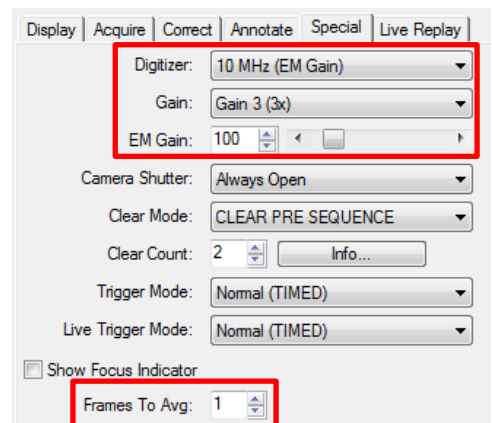 Display Acquire Correct Annotate Special Live Replay
Digitizer: 10 MHz (EM Gain)
Gain: Gain 3 (3x)
EM Gain: 100
Camera Shutter: Always Open
Clear Mode: CLEAR PRE SEQUENCE
Clear Count: 2 Info...
Trigger Mode: Normal (TIMED)
Live Trigger Mode: Normal (TIMED)
Show Focus Indicator
Frames To Avg: 1